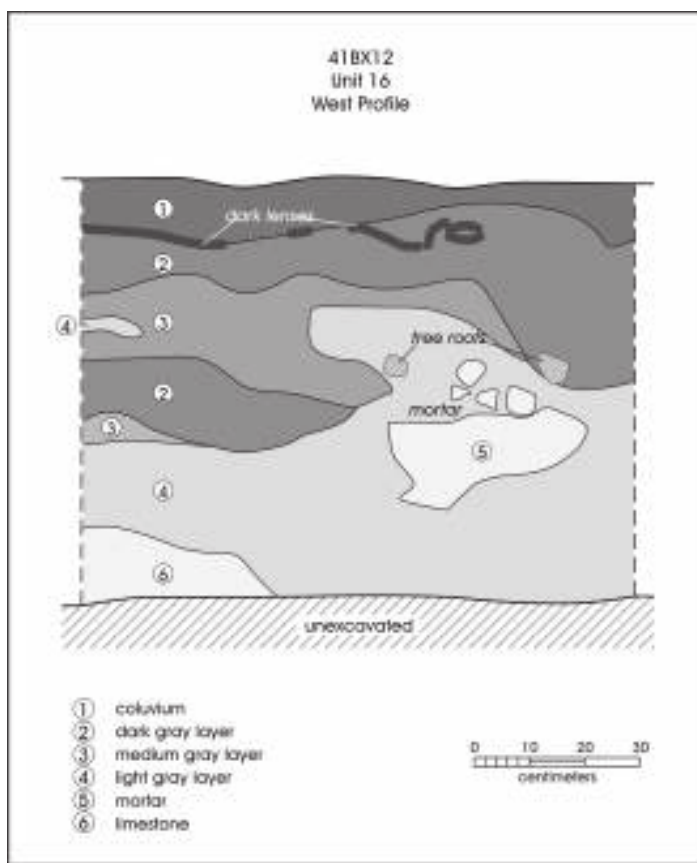 41BX12
Unit 16
West Profile
1
dark lenses
2
4
3
tree roots
2
mortar
3
5
4
6
unexcavated
1 coluvium
2 dark gray layer
3 medium gray layer
4 light gray layer
5 mortar
6 limestone
0 10 20 30
centimeters